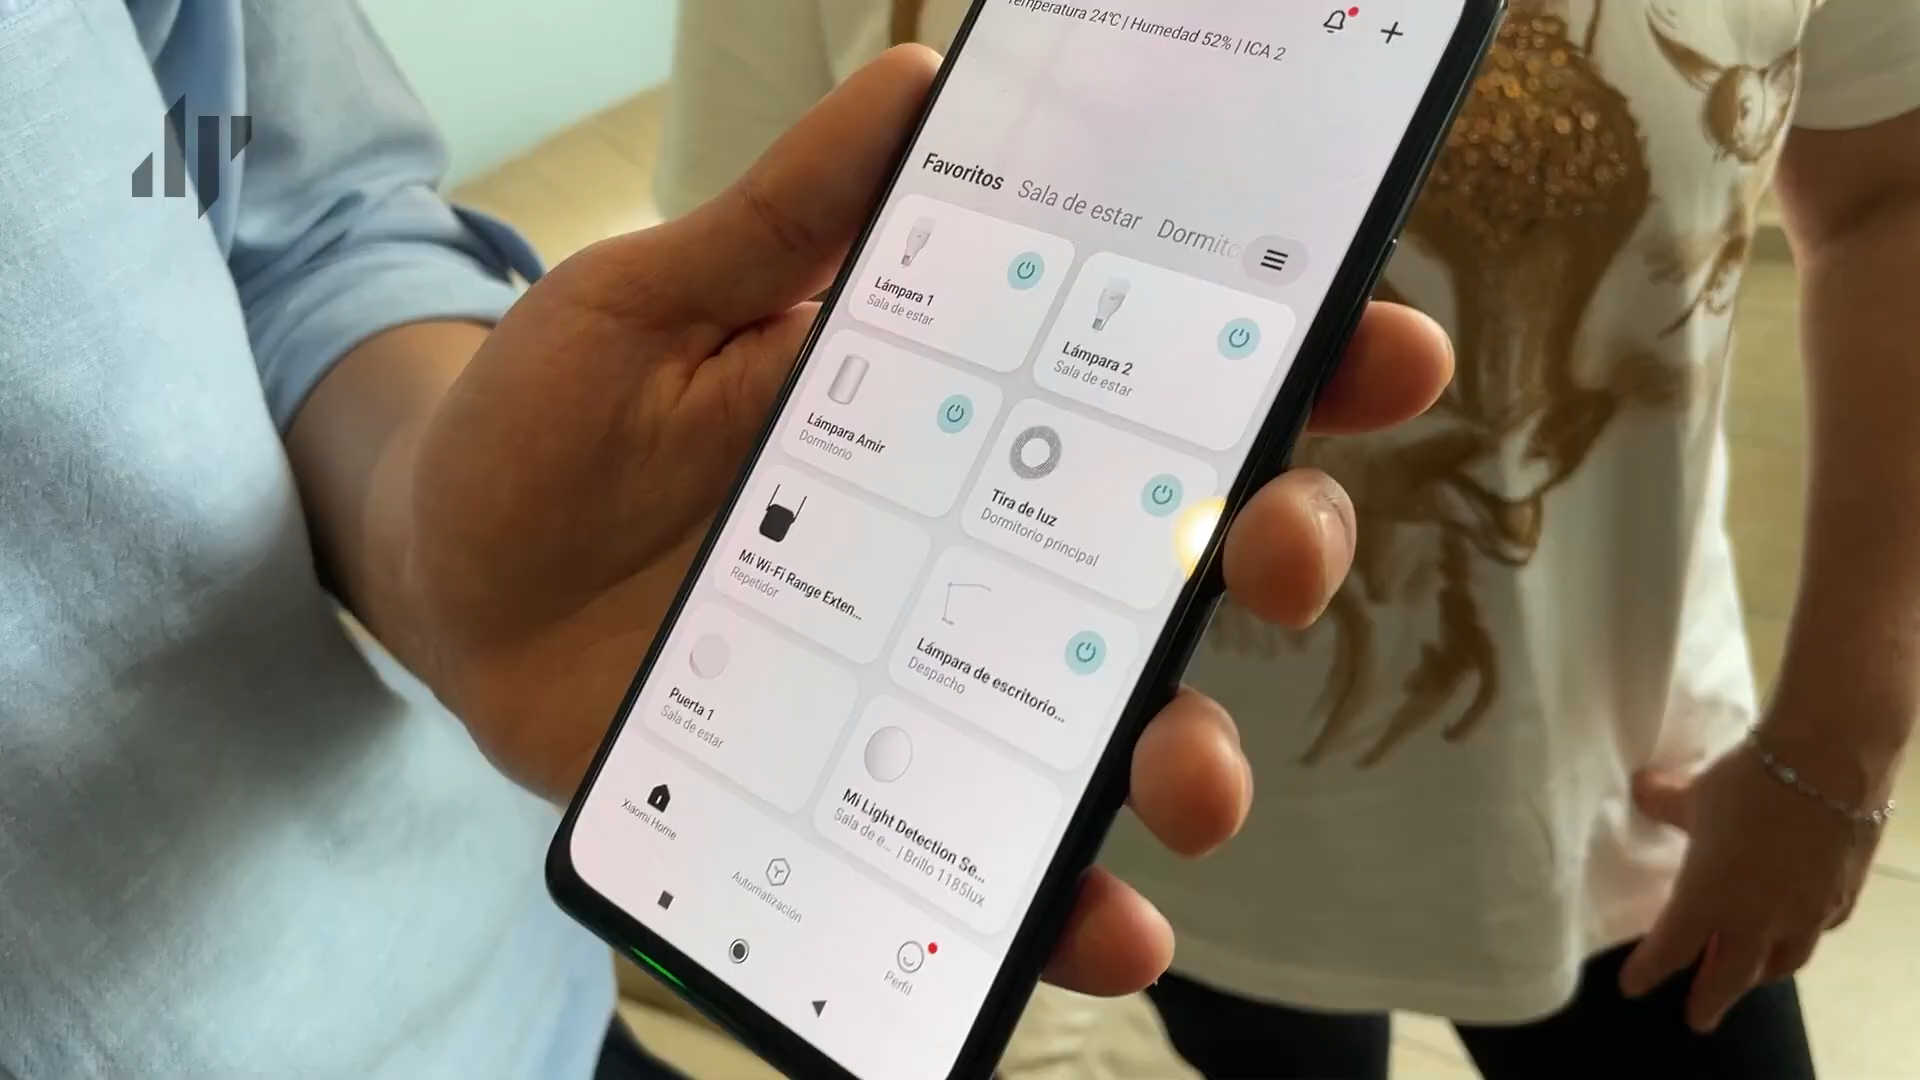 Temperatura 24°C | Humedad 52% | ICA 2
Favoritos Sala de estar Dormito
Lámpara 1
Sala de estar
Lámpara 2
Sala de estar
Lámpara Amir
Dormitorio
Tira de luz
Dormitorio principal
Mi Wi-Fi Range Exten...
Repetidor
Lámpara de escritorio...
Despacho
Puerta 1
Sala de estar
Mi Light Detection Se...
Sala de e... | Brillo 1185lux
Xiaomi Home
Automatización
Perfil